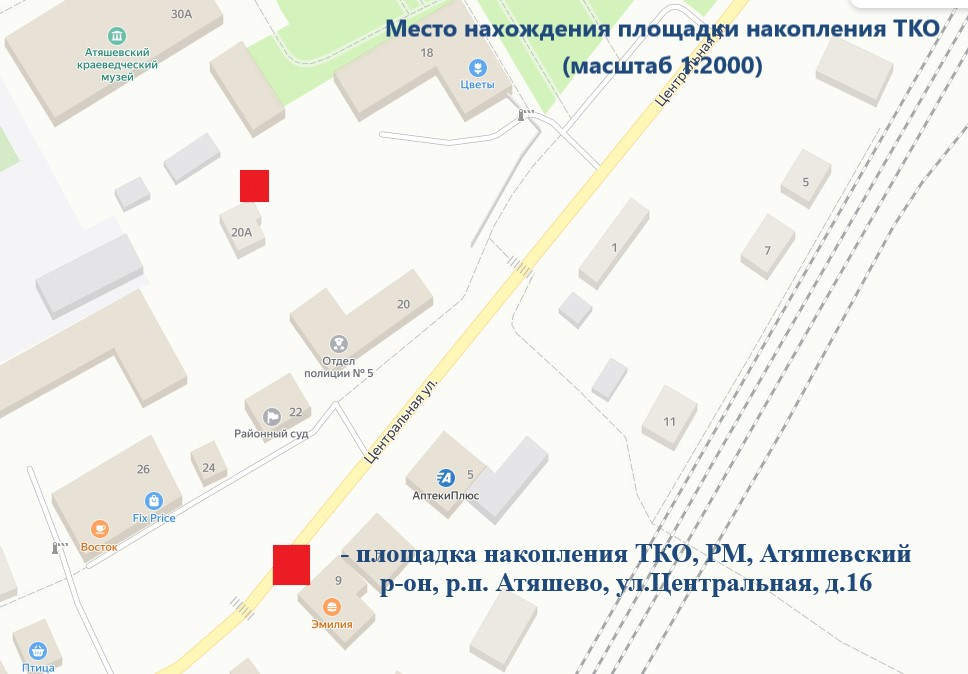 30А
Место нахождения площадки накопления ТКО
(масштаб 1:2000)
Атяшевский
краеведческий
музей
18
Цветы
Центральная ул.
5
20А
1
7
20
Отдел
полиции № 5
Центральная ул.
22
Районный суд
11
26
24
5
АптекиПлюс
Fix Price
Восток
- площадка накопления ТКО, РМ, Атяшевский
р-он, р.п. Атяшево, ул.Центральная, д.16
9
Эмилия
Птица